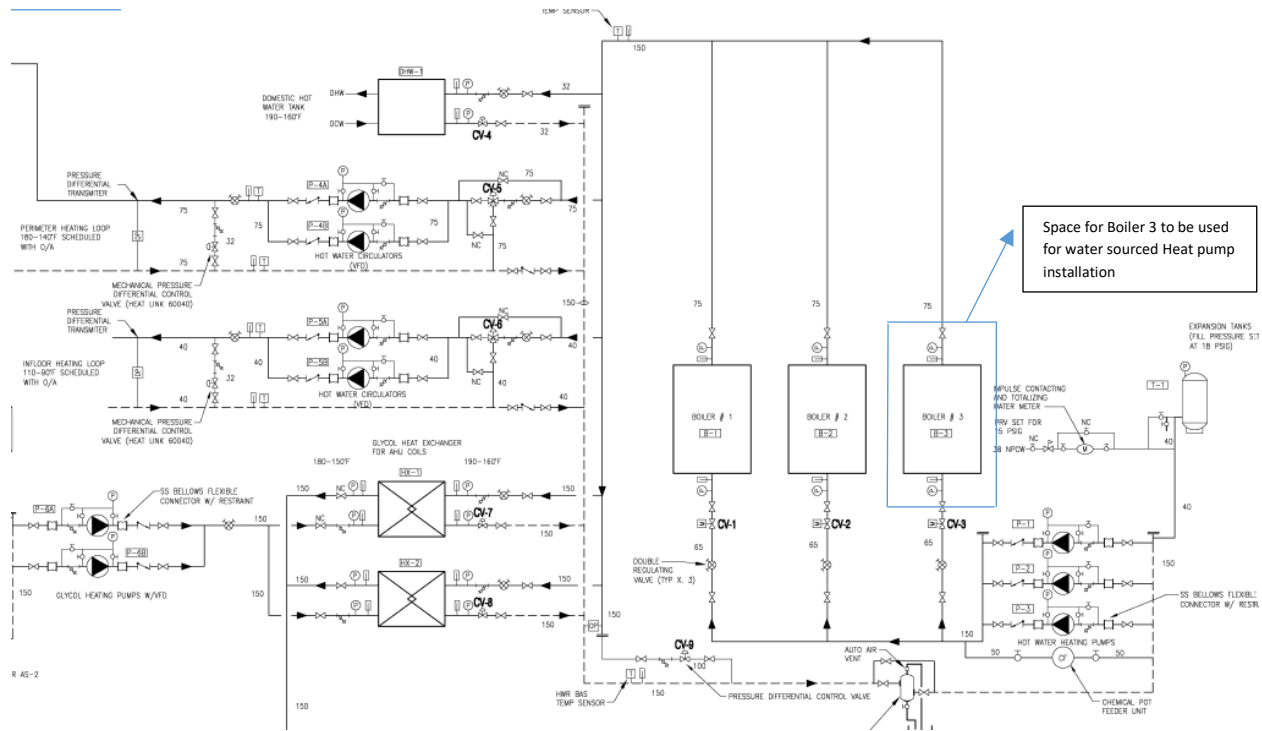 TEMP SENSOR
T
150
DHW-1
DOMESTIC HOT
WATER TANK
190-160°F
DHW
DCW
P
P
32
32
CV-4
PRESSURE
DIFFERENTIAL
TRANSMITER
75
PERIMETER HEATING LOOP
180-140°F SCHEDULED
WITH O/A
75
32
T
T
75
P
P-4A
P-4B
HOT WATER CIRCULATORS
(VFD)
75
NC
75
CV-5
75
NC
75
MECHANICAL PRESSURE
DIFFERENTIAL CONTROL
VALVE (HEAT LINK 60040)
150
PRESSURE
DIFFERENTIAL
TRANSMITTER
40
INFLOOR HEATING LOOP
110-90°F SCHEDULED
WITH O/A
40
32
T
T
40
P
P-5A
P-5B
HOT WATER CIRCULATORS
(VFD)
40
NC
CV-6
40
NC
40
MECHANICAL PRESSURE
DIFFERENTIAL CONTROL
VALVE (HEAT LINK 60040)
GLYCOL HEAT EXCHANGER
FOR AHU COILS
180-150°F
190-160°F
HX-1
NC
P
P
NC
150
150
CV-7
150
SS BELLOWS FLEXIBLE
CONNECTOR W/ RESTRAINT
P-6A
P
P-6B
P
150
150
GLYCOL HEATING PUMPS W/VFD
150
HX-2
P
P
P
P
150
150
CV-8
150
150
DP
R AS-2
150
CV-9
100
HWR BAS
TEMP SENSOR
T
150
PRESSURE DIFFERENTIAL CONTROL VALVE
AUTO AIR
VENT
75
75
75
BOILER # 1
B-1
BOILER # 2
B-2
BOILER # 3
B-3
M
CV-1
M
CV-2
M
CV-3
65
65
65
DOUBLE
REGULATING
VALVE (TYP X. 3)
Space for Boiler 3 to be used
for water sourced Heat pump
installation
EXPANSION TANKS
(FILL PRESSURE
AT 18 PSIG)
T-1
P
IMPULSE CONTACTING
AND TOTALIZING
WATER METER
PRV SET FOR
15 PSIG
NC
NC
38 NPCW
M
40
40
P-1
P
P-2
P
P-3
P
150
150
SS BELLOWS FLEXIBLE
CONNECTOR W/
HOT WATER HEATING PUMPS
50
CF
50
CHEMICAL POT
FEEDER UNIT